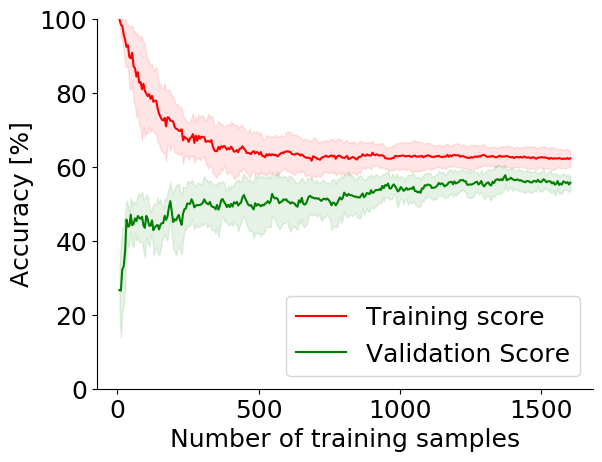 100
80
60
40
20
0
Accuracy [%]
Training score
Validation Score
0 500 1000 1500
Number of training samples